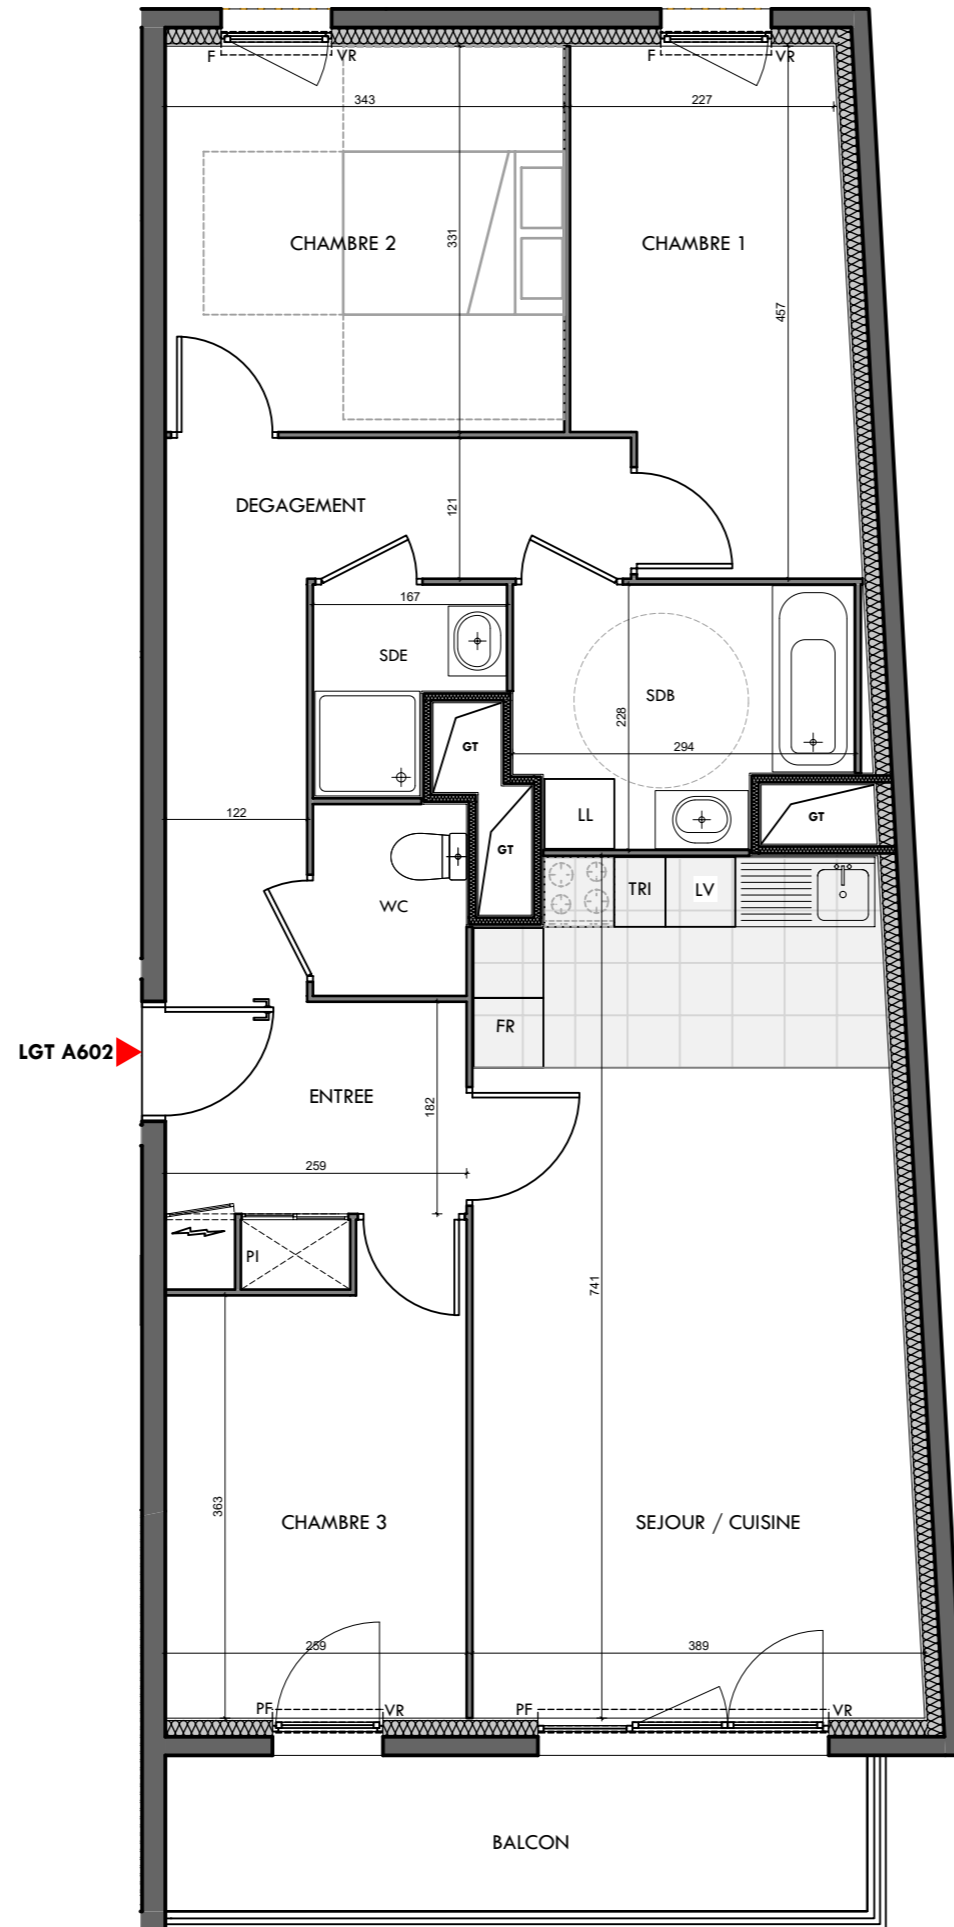 F VR F VR
343 227
CHAMBRE 2 331 CHAMBRE 1
457
DEGAGEMENT 121
167
SDE
SDB
228
GT 294
122 LL GT
GT
WC TRI LV
FR
LGT A602
ENTREE 182
259
PI
741
363
CHAMBRE 3 SEJOUR / CUISINE
259 389
PF VR PF VR
BALCON